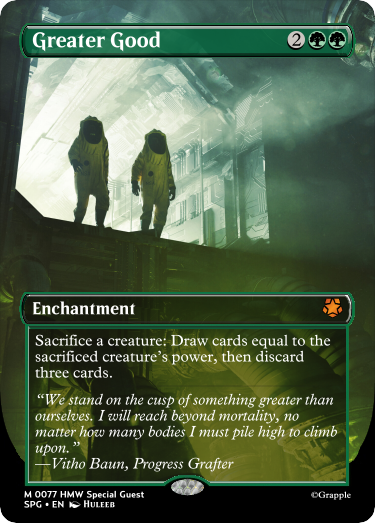 Greater Good 2
Enchantment
Sacrifice a creature: Draw cards equal to the
sacrificed creature's power, then discard
three cards.
“We stand on the cusp of something greater than
ourselves. I will reach beyond mortality, no
matter how many bodies I must pile high to climb
upon.”
—Vitho Baun, Progress Grafter
M 0077 HMW Special Guest
SPG • EN Huleeb
©Grapple